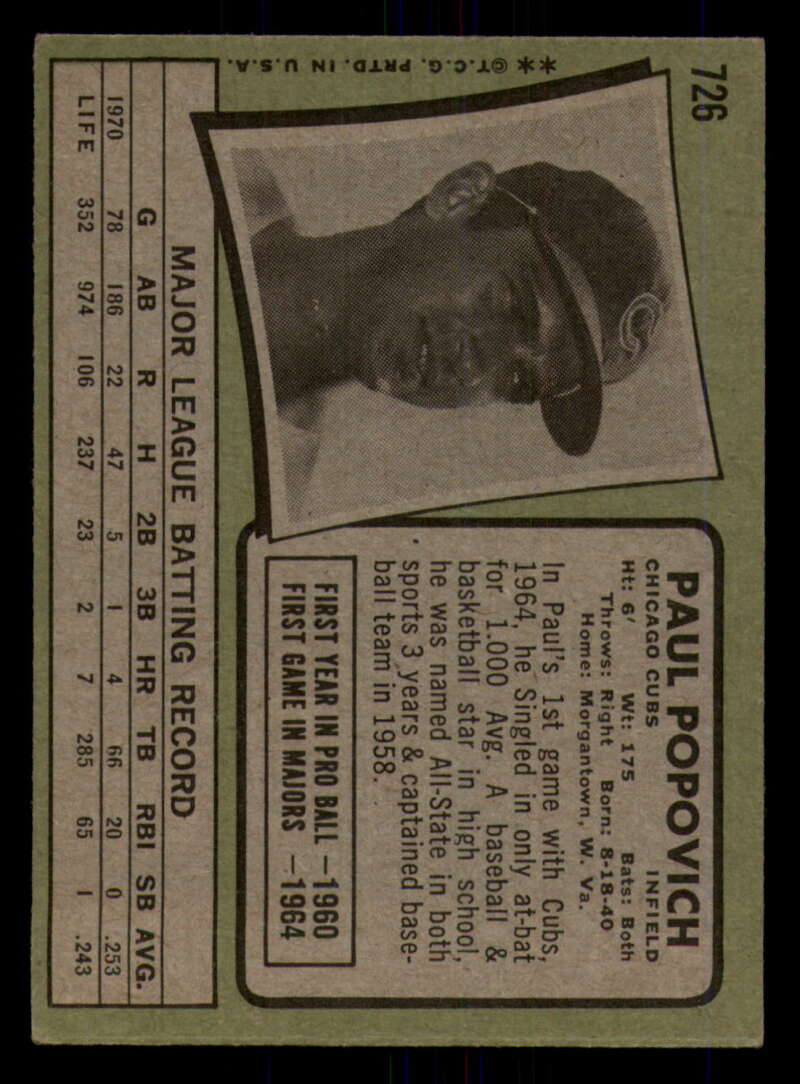 726
** ©T.C.G. PRTD. IN U.S.A.
C
PAUL POPOVICH
CHICAGO CUBS INFIELD
Ht: 6' Wt: 175 Bats: Both
Throws: Right Born: 8-18-40
Home: Morgantown, W. Va.
In Paul's 1st game with Cubs,
1964, he Singled in only at-bat
for 1.000 Avg. A baseball &
basketball star in high school,
he was named All-State in both
sports 3 years & captained base-
ball team in 1958.
FIRST YEAR IN PRO BALL —1960
FIRST GAME IN MAJORS —1964
MAJOR LEAGUE BATTING RECORD
G AB R H 2B 3B HR TB RBI SB AVG.
1970 78 186 22 47 5 1 4 66 20 0 .253
LIFE 352 974 106 237 23 2 7 285 65 1 .243